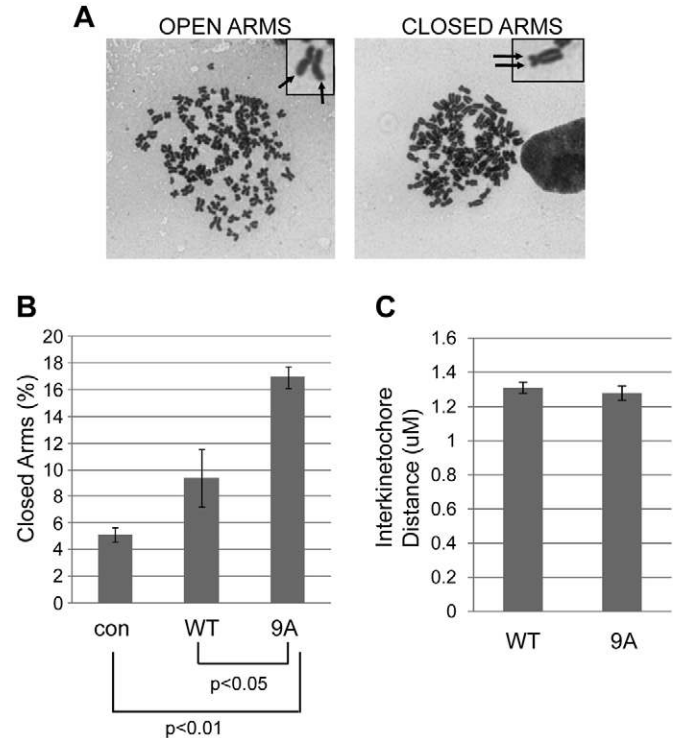 A
OPEN ARMS
CLOSED ARMS
B
Closed Arms (%)
20
18
16
14
12
10
8
6
4
2
0
con
WT
9A
p<0.05
p<0.01
C
Interkinetochore
Distance (uM)
1.6
1.4
1.2
1
0.8
0.6
0.4
0.2
0
WT
9A